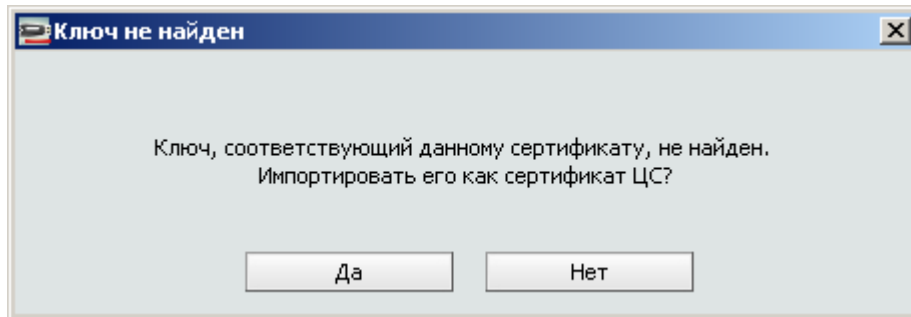 Ключ не найден
Ключ, соответствующий данному сертификату, не найден.
Импортировать его как сертификат ЦС?
Да
Нет